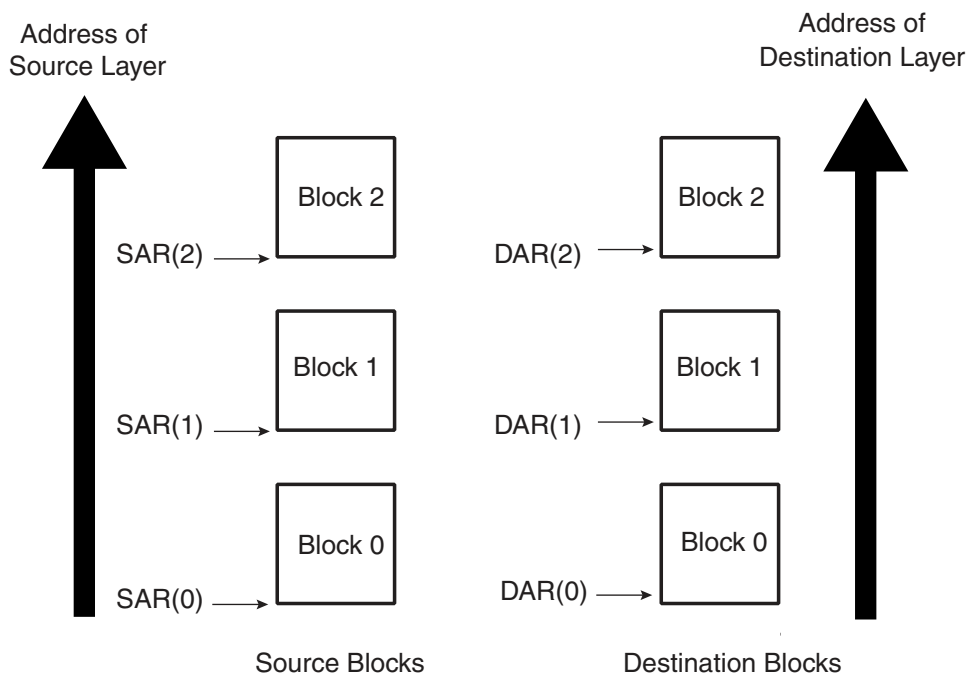 Address of
Source Layer
Address of
Destination Layer
Block 2
Block 2
SAR(2)
DAR(2)
Block 1
Block 1
SAR(1)
DAR(1)
Block 0
Block 0
SAR(0)
DAR(0)
Source Blocks
Destination Blocks